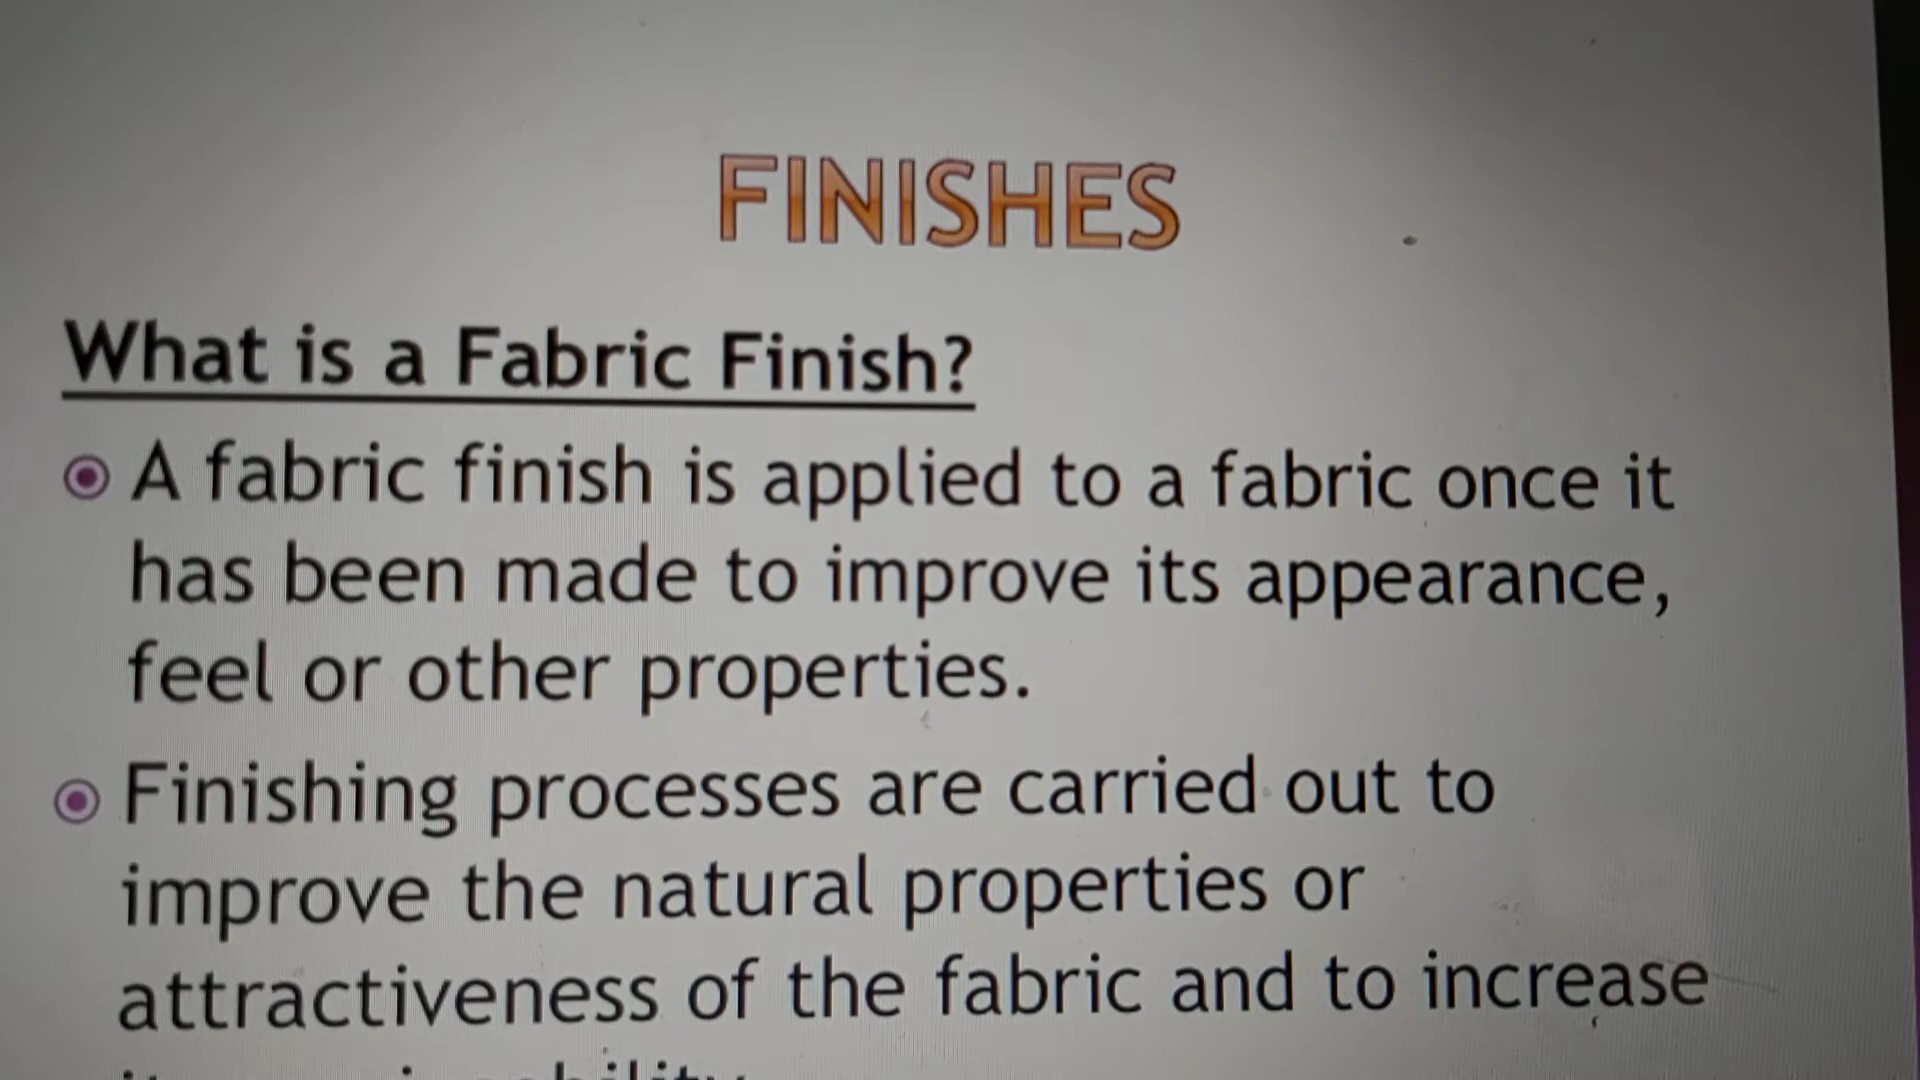 FINISHES
What is a Fabric Finish?
A fabric finish is applied to a fabric once it
has been made to improve its appearance,
feel or other properties.
Finishing processes are carried out to
improve the natural properties or
attractiveness of the fabric and to increase